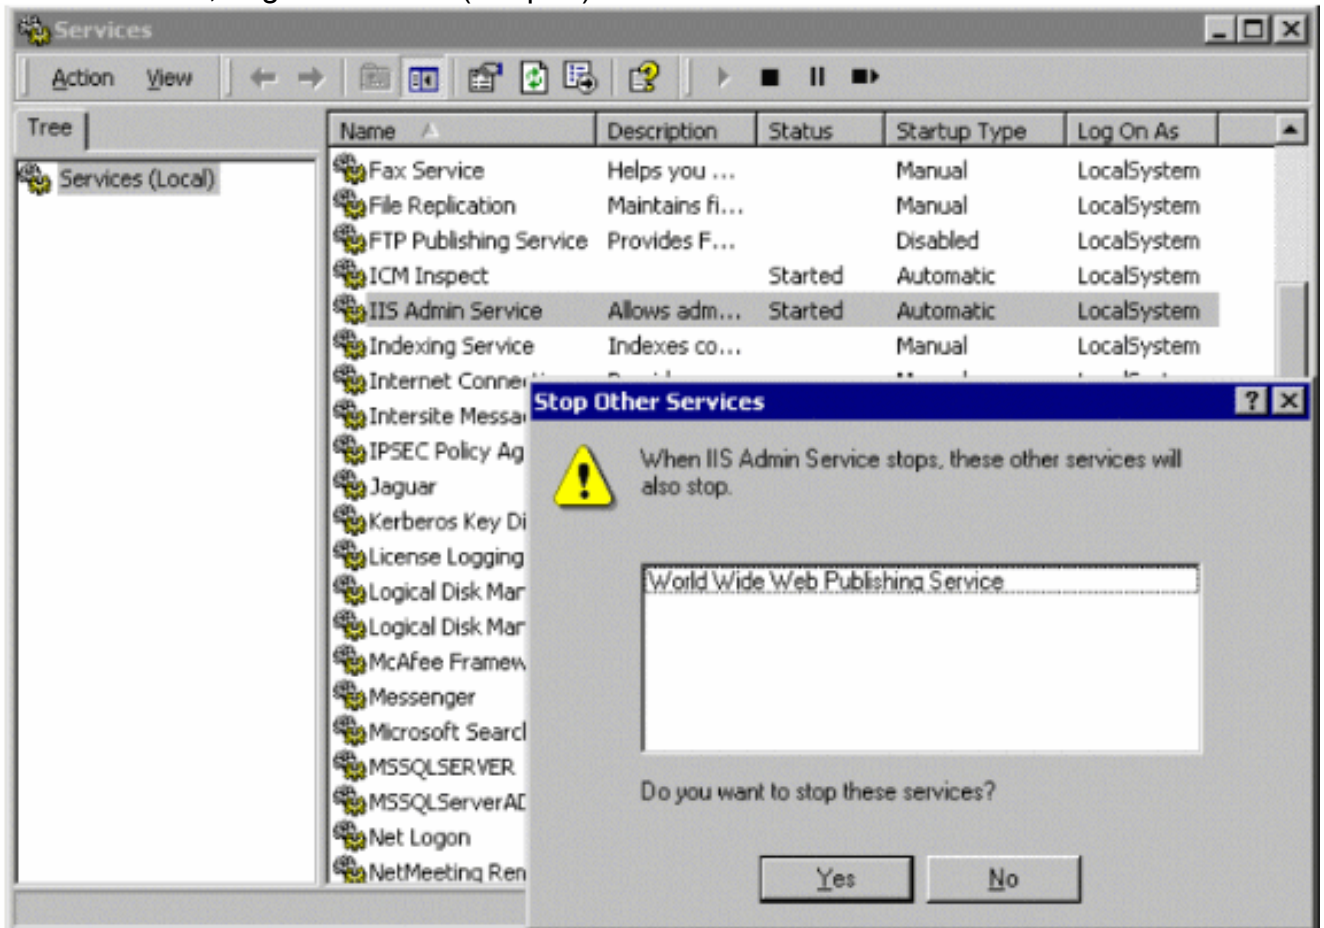 Services
Action View
Tree
Name Description Status Startup Type Log On As
Services (Local)
Fax Service Helps you ... Manual LocalSystem
File Replication Maintains fi... Manual LocalSystem
FTP Publishing Service Provides F... Disabled LocalSystem
ICM Inspect Started Automatic LocalSystem
IIS Admin Service Allows adm... Started Automatic LocalSystem
Indexing Service Indexes co... Manual LocalSystem
Internet Connec
Intersite Messa
IPSEC Policy Ag
Jaguar
Kerberos Key Di
License Logging
Logical Disk Mar
Logical Disk Mar
McAfee Framew
Messenger
Microsoft Search
MSSQLSERVER
MSSQLServerAD
Net Logon
NetMeeting Ren
Stop Other Services
When IIS Admin Service stops, these other services will
also stop.
World Wide Web Publishing Service
Do you want to stop these services?
Yes No